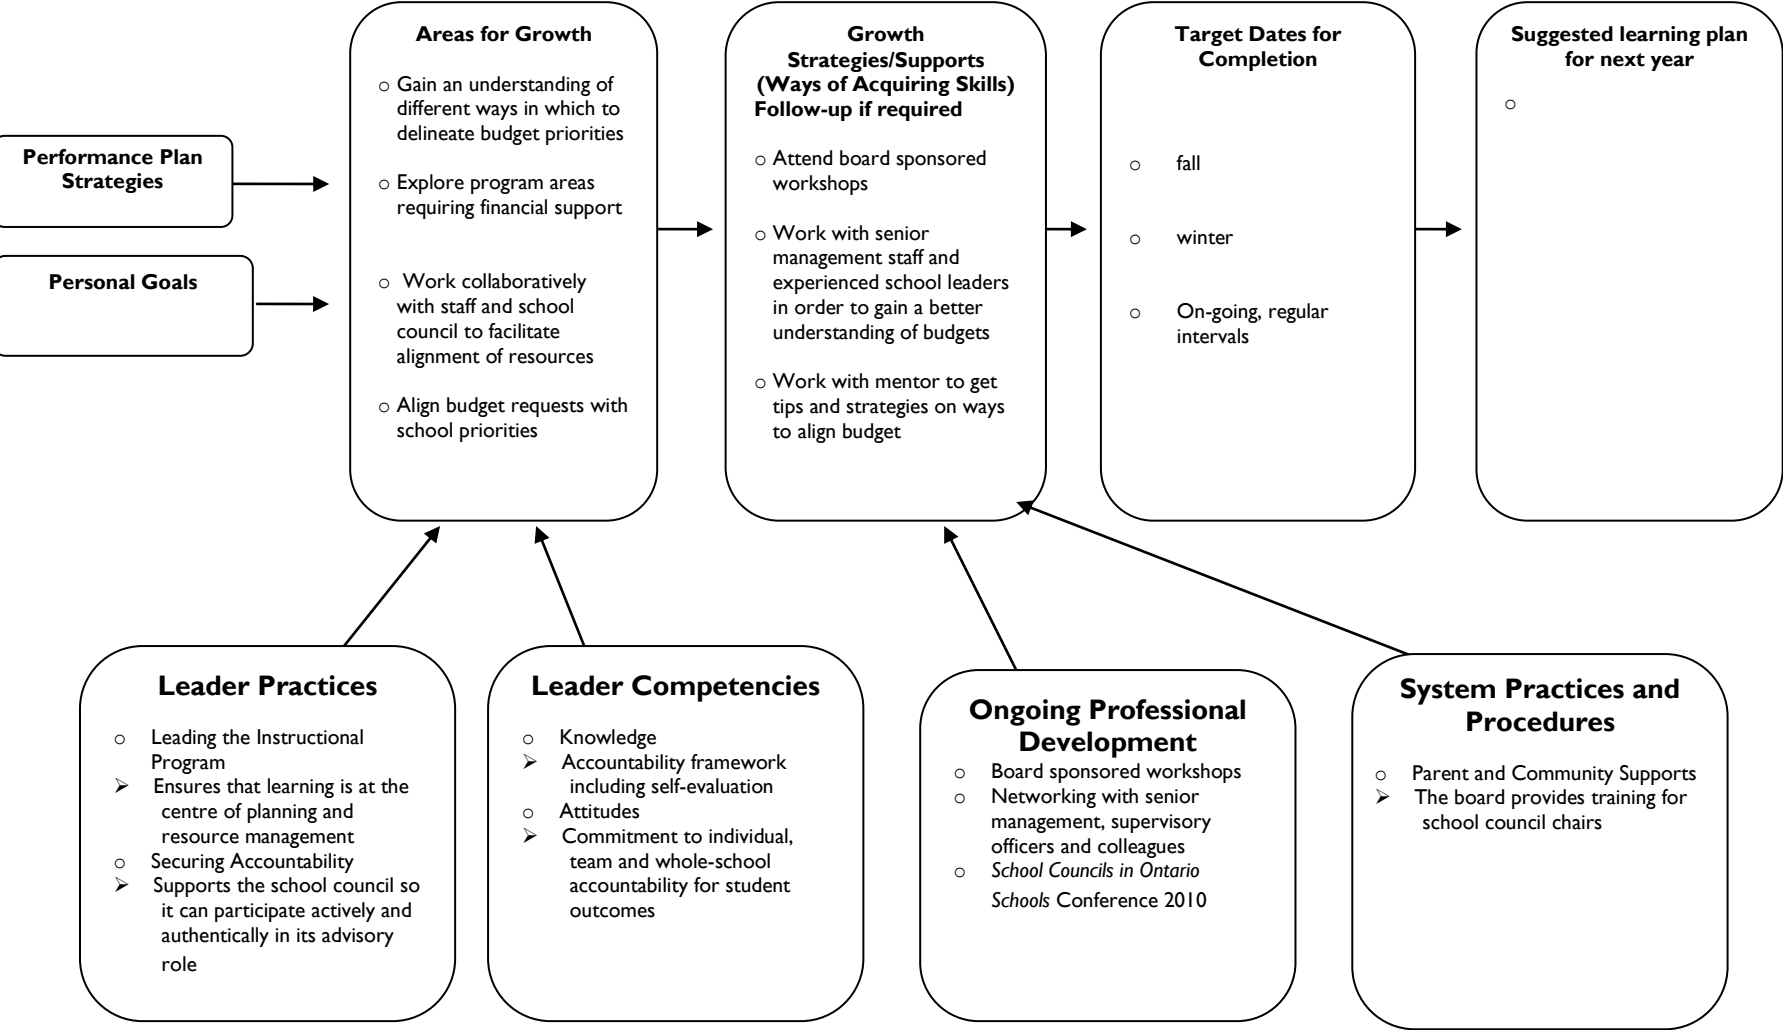 Performance Plan
Strategies
Personal Goals
Areas for Growth
o Gain an understanding of
different ways in which to
delineate budget priorities
o Explore program areas
requiring financial support
o Work collaboratively
with staff and school
council to facilitate
alignment of resources
o Align budget requests with
school priorities
Growth
Strategies/Supports
(Ways of Acquiring Skills)
Follow-up if required
o Attend board sponsored
workshops
o Work with senior
management staff and
experienced school leaders
in order to gain a better
understanding of budgets
o Work with mentor to get
tips and strategies on ways
to align budget
Target Dates for
Completion
o fall
o winter
o On-going, regular
intervals
Suggested learning plan
for next year
o
Leader Practices
o Leading the Instructional
Program
➢ Ensures that learning is at the
centre of planning and
resource management
o Securing Accountability
➢ Supports the school council so
it can participate actively and
authentically in its advisory
role
Leader Competencies
o Knowledge
➢ Accountability framework
including self-evaluation
o Attitudes
➢ Commitment to individual,
team and whole-school
accountability for student
outcomes
Ongoing Professional
Development
o Board sponsored workshops
o Networking with senior
management, supervisory
officers and colleagues
o School Councils in Ontario
Schools Conference 2010
System Practices and
Procedures
o Parent and Community Supports
➢ The board provides training for
school council chairs